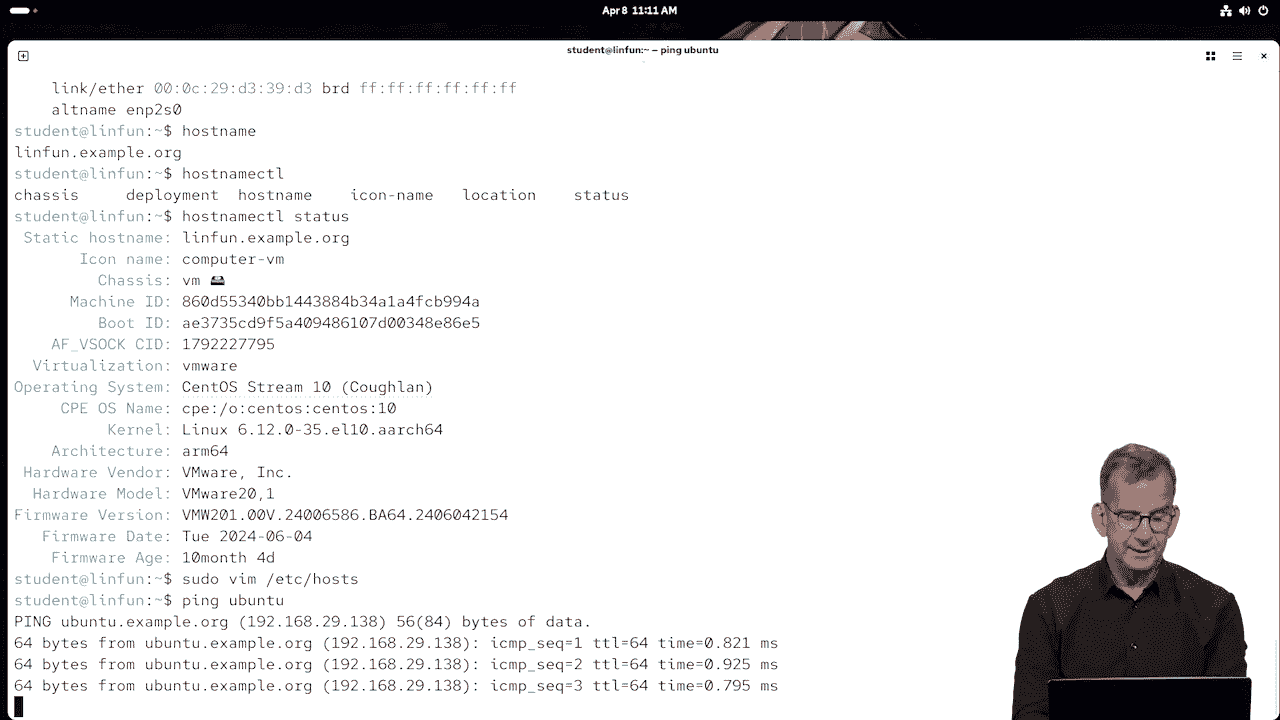 Apr 8 11:11 AM
student@linfun:~ — ping ubuntu
link/ether 00:0c:29:d3:39:d3 brd ff:ff:ff:ff:ff:ff
altname enp2s0
student@linfun:~$ hostname
linfun.example.org
student@linfun:~$ hostnamectl
chassis deployment hostname icon-name location status
student@linfun:~$ hostnamectl status
Static hostname: linfun.example.org
Icon name: computer-vm
Chassis: vm 🖴
Machine ID: 860d55340bb1443884b34a1a4fcb994a
Boot ID: ae3735cd9f5a409486107d00348e86e5
AF_VSOCK CID: 1792227795
Virtualization: vmware
Operating System: CentOS Stream 10 (Coughlan)
CPE OS Name: cpe:/o:centos:centos:10
Kernel: Linux 6.12.0-35.el10.aarch64
Architecture: arm64
Hardware Vendor: VMware, Inc.
Hardware Model: VMware20,1
Firmware Version: VMW201.00V.24006586.BA64.2406042154
Firmware Date: Tue 2024-06-04
Firmware Age: 10month 4d
student@linfun:~$ sudo vim /etc/hosts
student@linfun:~$ ping ubuntu
PING ubuntu.example.org (192.168.29.138) 56(84) bytes of data.
64 bytes from ubuntu.example.org (192.168.29.138): icmp_seq=1 ttl=64 time=0.821 ms
64 bytes from ubuntu.example.org (192.168.29.138): icmp_seq=2 ttl=64 time=0.925 ms
64 bytes from ubuntu.example.org (192.168.29.138): icmp_seq=3 ttl=64 time=0.795 ms